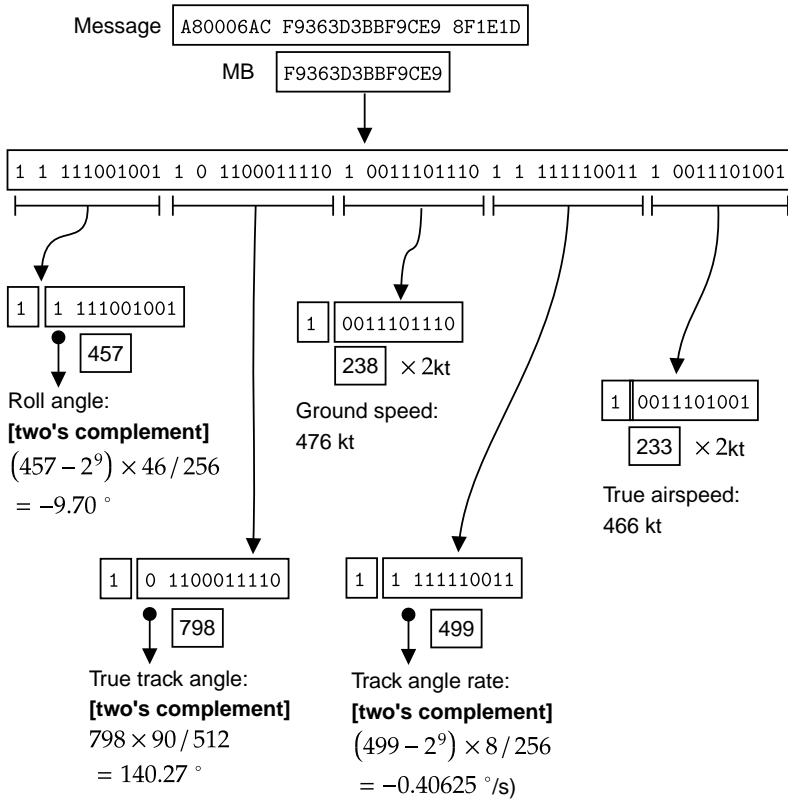 Message A80006AC F9363D3BBF9CE9 8F1E1D
MB F9363D3BBF9CE9
1 1 111001001 1 0 1100011110 1 0011101110 1 1 111110011 1 0011101001
1 1 111001001
457
Roll angle:
[two's complement]
(457 − 2⁹) × 46 / 256
= −9.70 °
1 0011101110
238 × 2kt
Ground speed:
476 kt
1 0011101001
233 × 2kt
True airspeed:
466 kt
1 0 1100011110
798
True track angle:
[two's complement]
798 × 90 / 512
= 140.27 °
1 1 111110011
499
Track angle rate:
[two's complement]
(499 − 2⁹) × 8 / 256
= −0.40625 °/s)